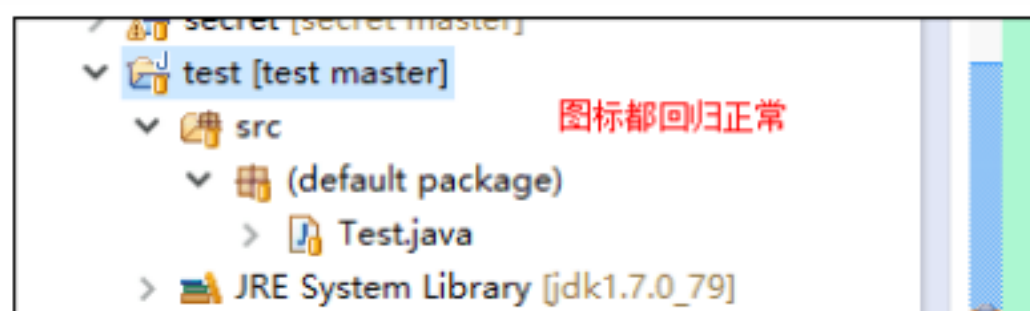 secret [secret master]
test [test master]
图标都回归正常
src
(default package)
Test.java
JRE System Library [jdk1.7.0_79]